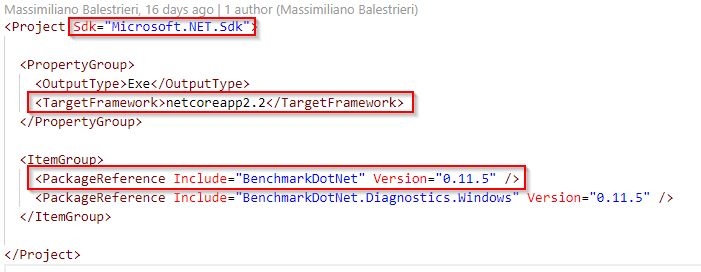 Massimiliano Balestrieri, 16 days ago | 1 author (Massimiliano Balestrieri)
<Project Sdk="Microsoft.NET.Sdk">
<PropertyGroup>
<OutputType>Exe</OutputType>
<TargetFramework>netcoreapp2.2</TargetFramework>
</PropertyGroup>
<ItemGroup>
<PackageReference Include="BenchmarkDotNet" Version="0.11.5" />
<PackageReference Include="BenchmarkDotNet.Diagnostics.Windows" Version="0.11.5" />
</ItemGroup>
</Project>